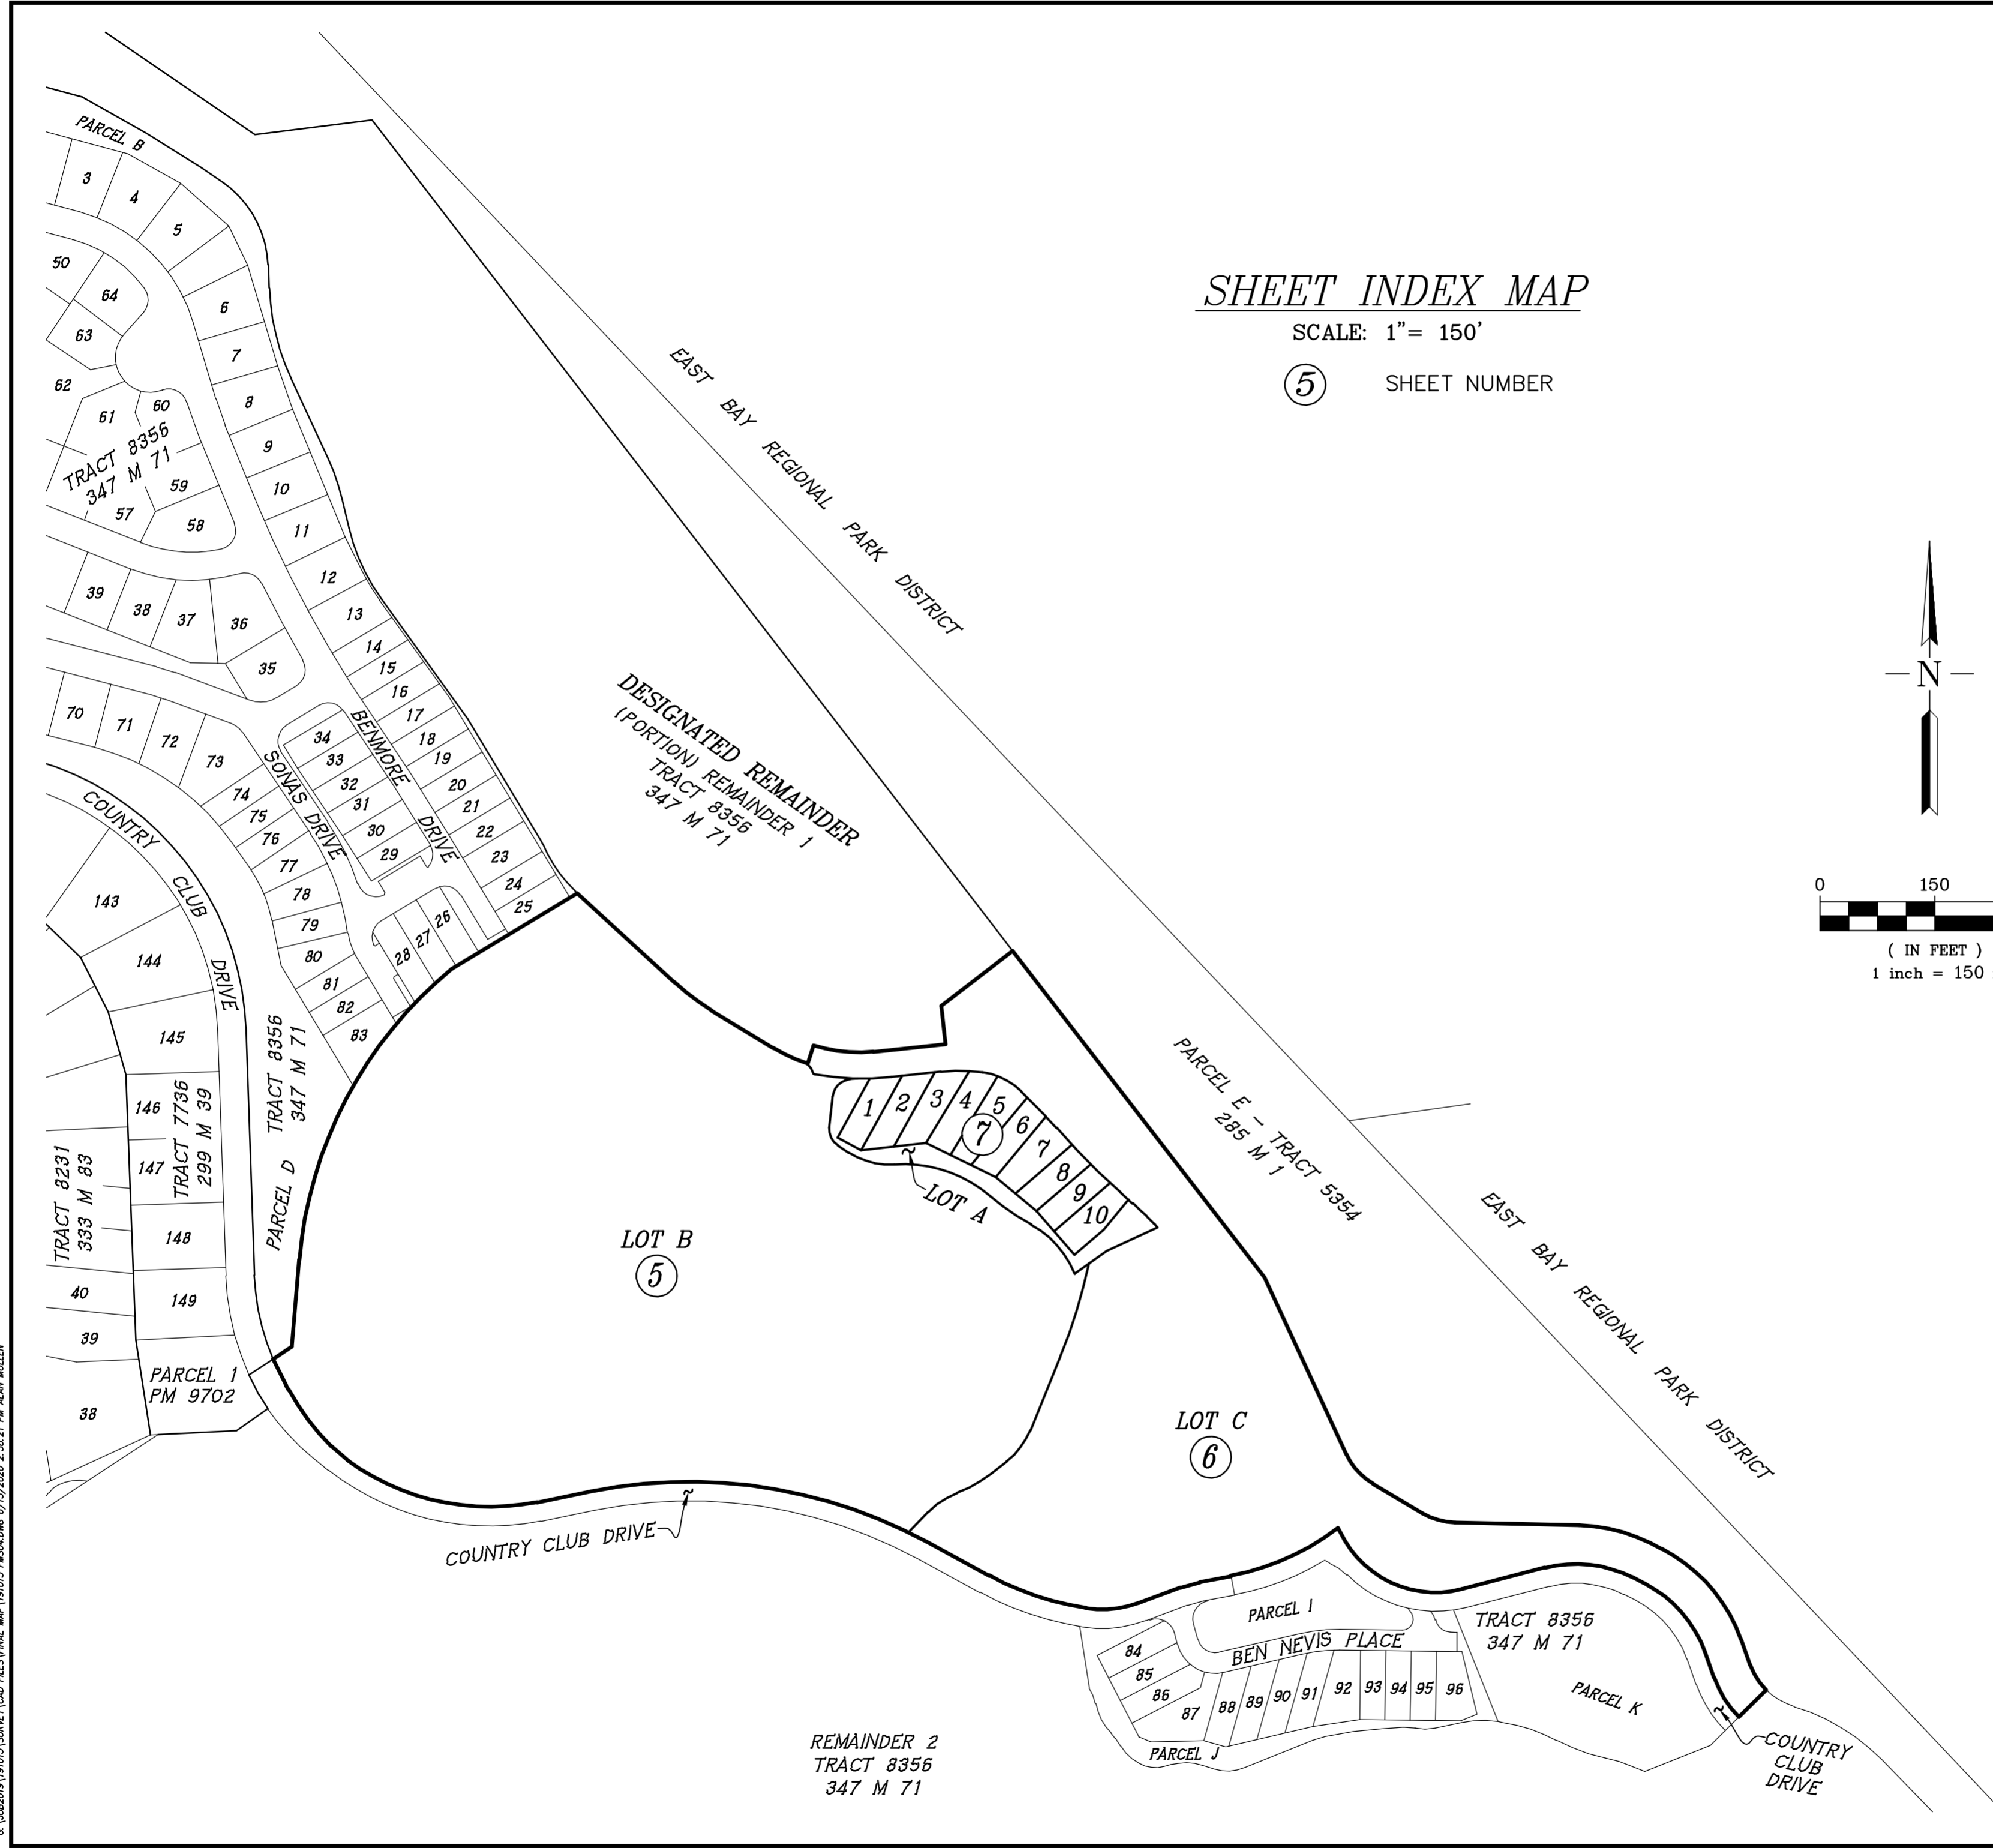 SHEET INDEX MAP
SCALE: 1"= 150'
5 SHEET NUMBER
N
0 150
( IN FEET )
1 inch = 150
PARCEL B
3
4
5
6
7
8
9
10
11
12
13
14
15
16
17
18
19
20
21
22
23
24
25
50
64
63
62
61
60
TRACT 8356
347 M 71
59
57
58
39
38
37
36
35
70
71
72
73
74
75
76
77
78
79
80
81
82
83
34
33
32
31
30
29
28
27
26
SONAS DRIVE
BENMORE DRIVE
COUNTRY CLUB DRIVE
143
144
145
146
147
148
149
TRACT 7736
299 M 39
TRACT 8231
333 M 83
40
39
38
PARCEL 1
PM 9702
PARCEL D
TRACT 8356
347 M 71
EAST BAY REGIONAL PARK DISTRICT
DESIGNATED REMAINDER
(PORTION) REMAINDER 1
TRACT 8356
347 M 71
PARCEL E - TRACT 5354
285 M 1
EAST BAY REGIONAL PARK DISTRICT
1
2
3
4
5
6
7
8
9
10
7
LOT A
LOT B
5
LOT C
6
COUNTRY CLUB DRIVE
PARCEL I
BEN NEVIS PLACE
84
85
86
87
88
89
90
91
92
93
94
95
96
PARCEL J
TRACT 8356
347 M 71
PARCEL K
COUNTRY
CLUB
DRIVE
REMAINDER 2
TRACT 8356
347 M 71